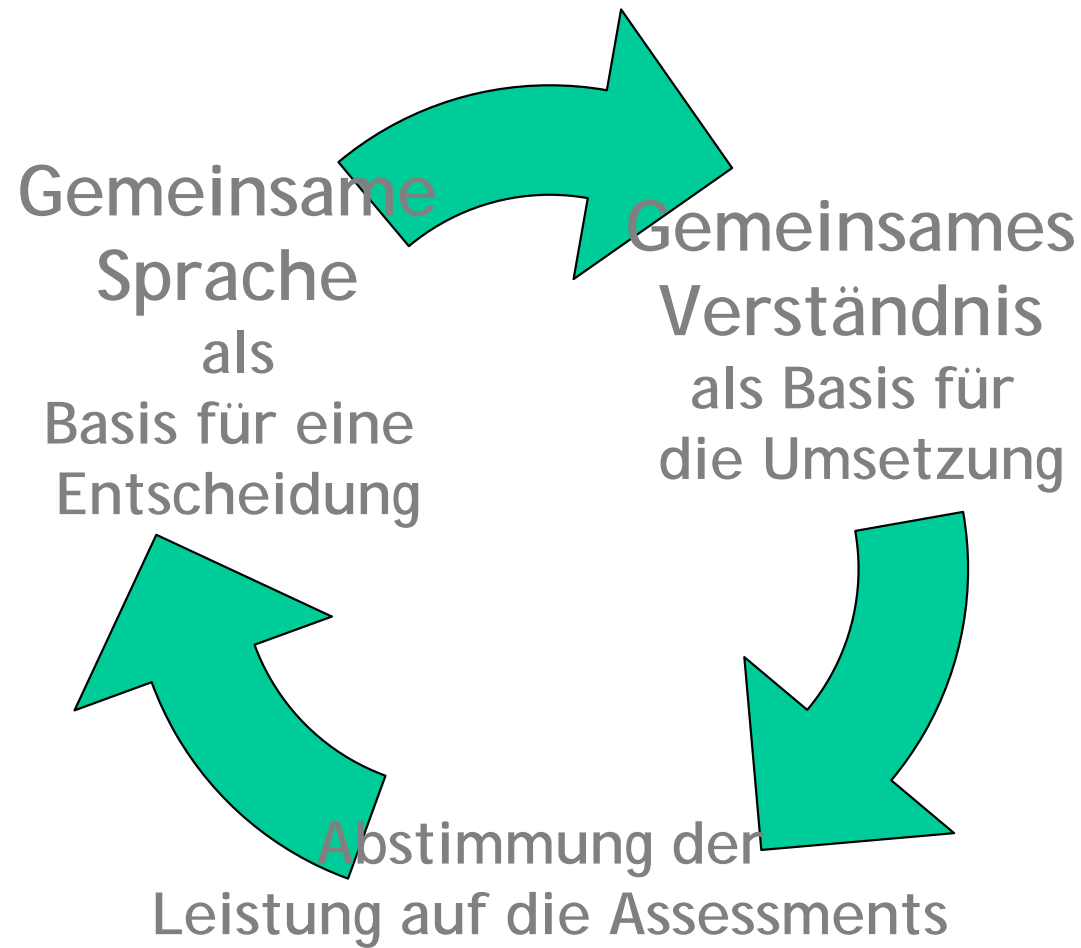 Gemeinsame
Sprache
als
Basis für eine
Entscheidung
Gemeinsames
Verständnis
als Basis für
die Umsetzung
Abstimmung der
Leistung auf die Assessments